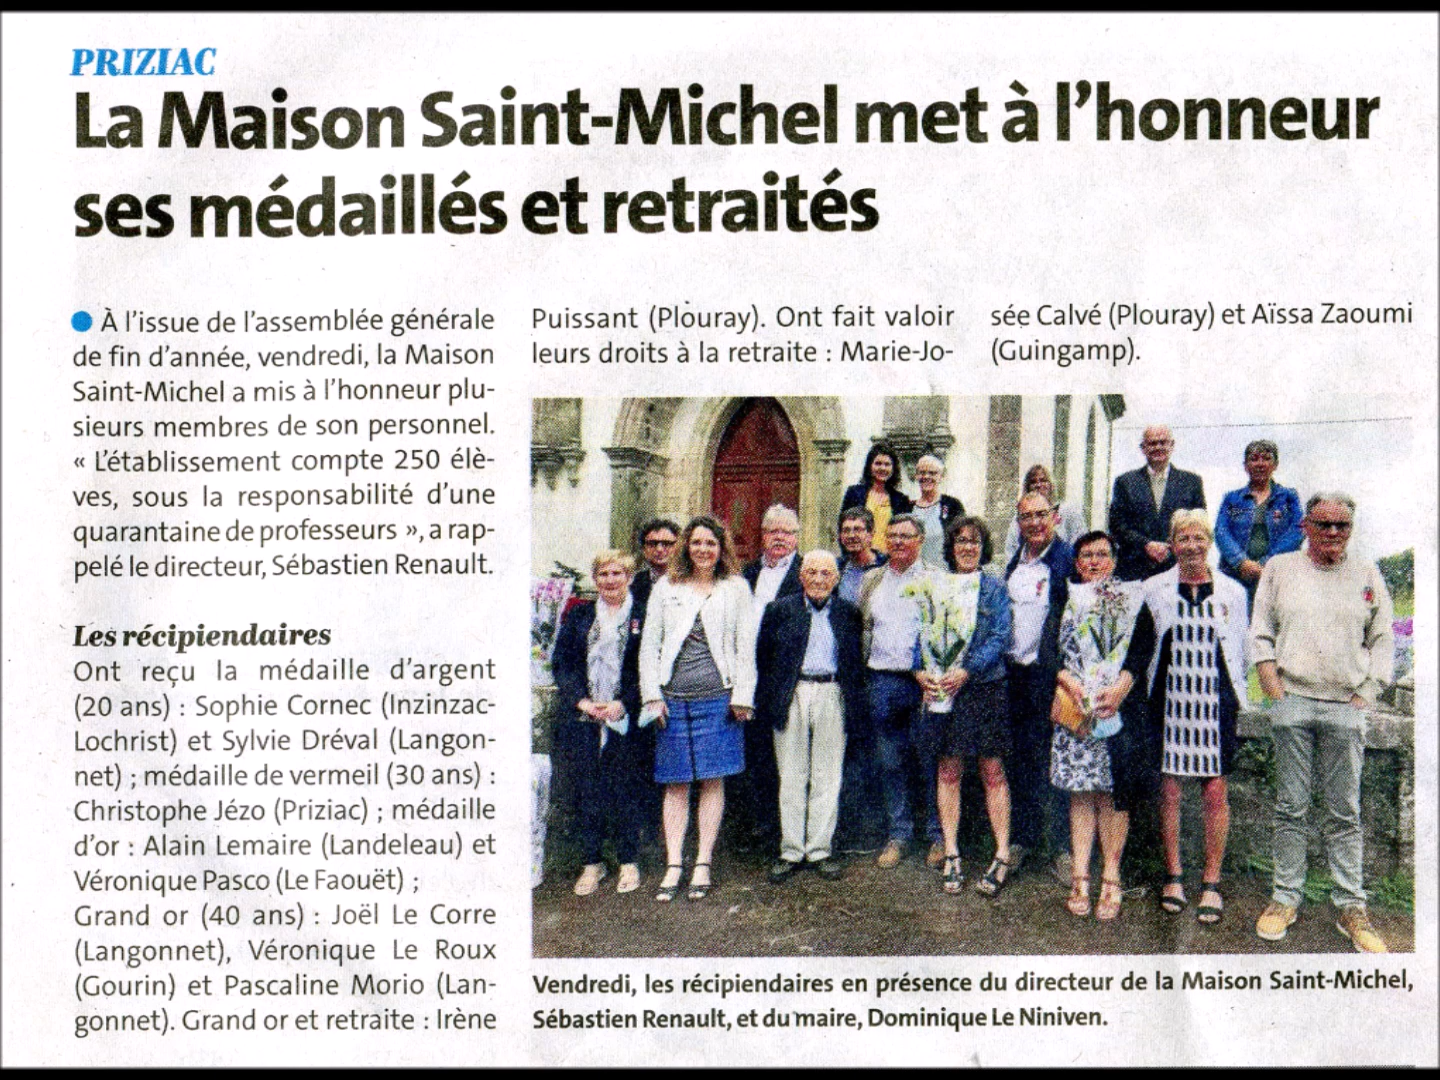 PRIZIAC
La Maison Saint-Michel met à l'honneur
ses médaillés et retraités
● À l'issue de l'assemblée générale
de fin d'année, vendredi, la Maison
Saint-Michel a mis à l'honneur plu-
sieurs membres de son personnel.
« L'établissement compte 250 élè-
ves, sous la responsabilité d'une
quarantaine de professeurs », a rap-
pelé le directeur, Sébastien Renault.
Les récipiendaires
Ont reçu la médaille d'argent
(20 ans) : Sophie Cornec (Inzinzac-
Lochrist) et Sylvie Dréval (Langon-
net) ; médaille de vermeil (30 ans) :
Christophe Jézo (Priziac) ; médaille
d'or : Alain Lemaire (Landeleau) et
Véronique Pasco (Le Faouët) ;
Grand or (40 ans) : Joël Le Corre
(Langonnet), Véronique Le Roux
(Gourin) et Pascaline Morio (Lan-
gonnet). Grand or et retraite : Irène
Puissant (Plouray). Ont fait valoir
leurs droits à la retraite : Marie-Jo-
sée Calvé (Plouray) et Aïssa Zaoumi
(Guingamp).
Vendredi, les récipiendaires en présence du directeur de la Maison Saint-Michel,
Sébastien Renault, et du maire, Dominique Le Niniven.